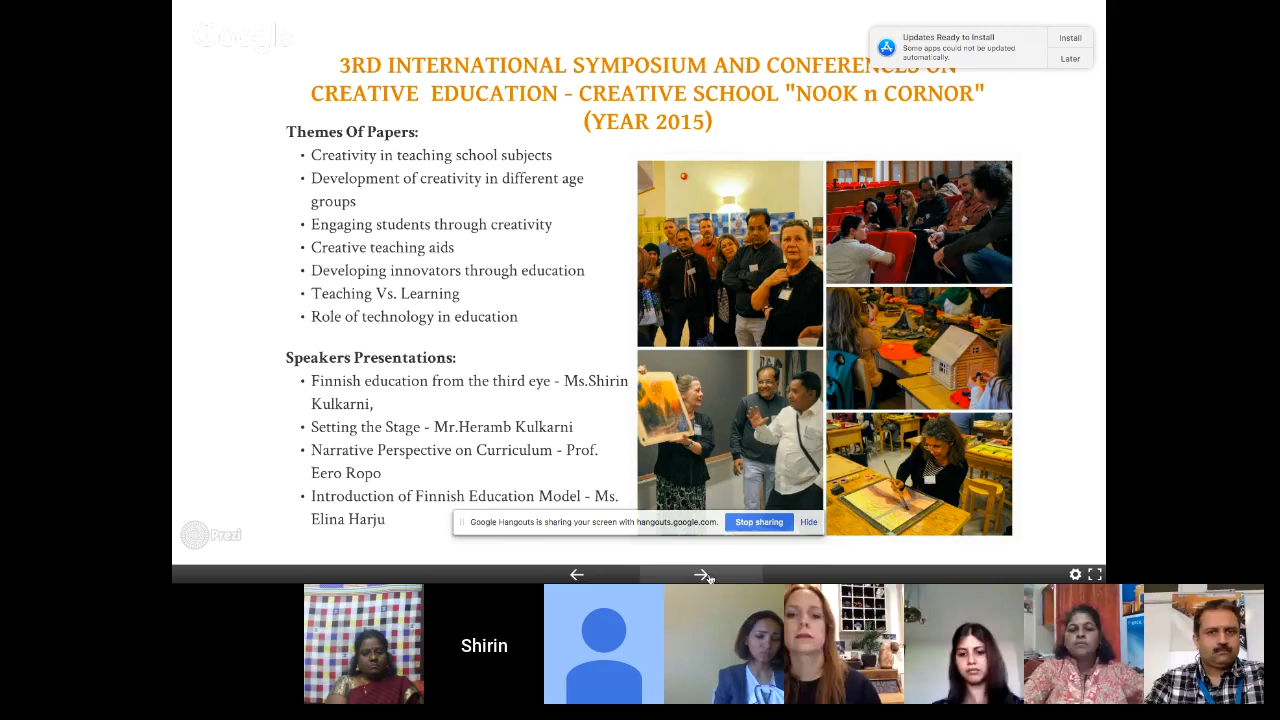 Google
Updates Ready to Install
Some apps could not be updated
automatically.
Install
Later
3RD INTERNATIONAL SYMPOSIUM AND CONFERENCES ON
CREATIVE EDUCATION - CREATIVE SCHOOL "NOOK n CORNOR"
(YEAR 2015)
Themes Of Papers:
• Creativity in teaching school subjects
• Development of creativity in different age
groups
• Engaging students through creativity
• Creative teaching aids
• Developing innovators through education
• Teaching Vs. Learning
• Role of technology in education
Speakers Presentations:
• Finnish education from the third eye - Ms.Shirin
Kulkarni,
• Setting the Stage - Mr.Heramb Kulkarni
• Narrative Perspective on Curriculum - Prof.
Eero Ropo
• Introduction of Finnish Education Model - Ms.
Elina Harju
Google Hangouts is sharing your screen with hangouts.google.com.
Stop sharing
Hide
Prezi
Shirin